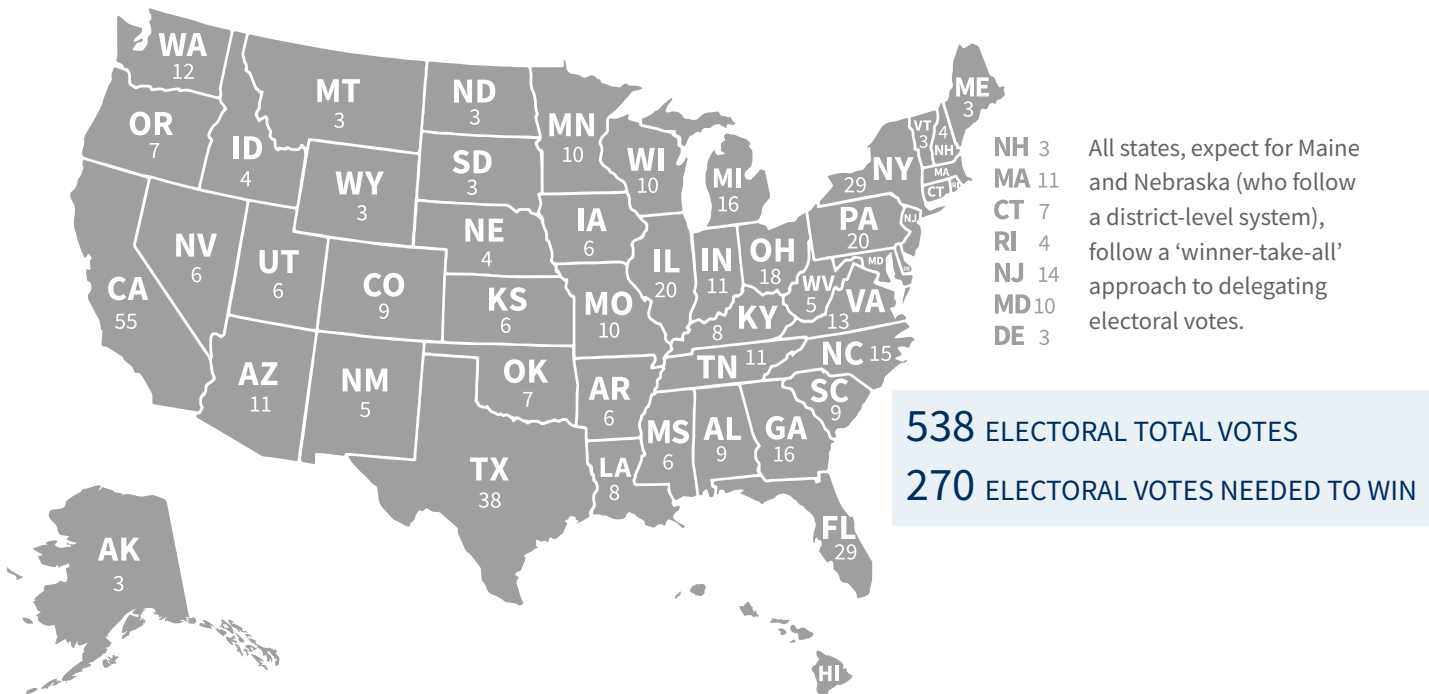 WA
12
MT
3
ND
3
MN
10
OR
7
ID
4
WY
3
SD
3
WI
10
MI
16
ME
3
VT
3
4
NH
NY
29
MA
CT
NH 3
MA 11
CT 7
RI 4
NJ 14
MD 10
DE 3
All states, expect for Maine
and Nebraska (who follow
a district-level system),
follow a ‘winner-take-all’
approach to delegating
electoral votes.
NV
6
UT
6
CA
55
CO
9
NE
4
IA
6
KS
6
MO
10
IL
20
IN
11
OH
18
PA
20
NJ
MD
WV
5
VA
13
KY
8
TN 11
NC 15
SC
9
AZ
11
NM
5
OK
7
AR
6
TX
38
LA
8
MS
6
AL
9
GA
16
FL
29
AK
3
HI
538 ELECTORAL TOTAL VOTES
270 ELECTORAL VOTES NEEDED TO WIN